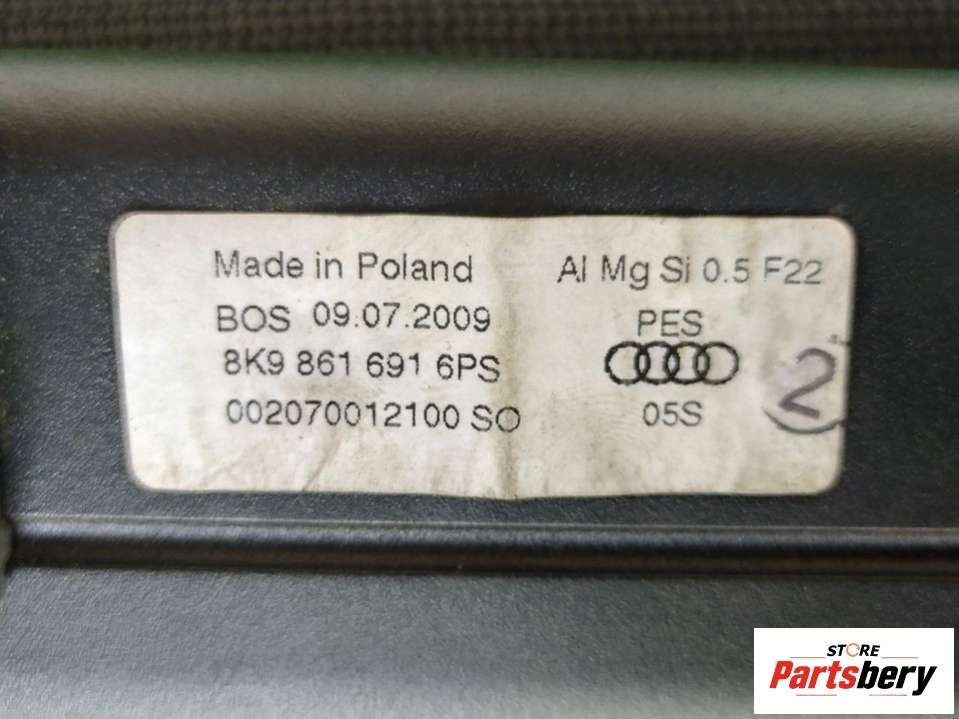 Made in Poland
BOS 09.07.2009
8K9 861 691 6PS
002070012100 SO
Al Mg Si 0.5 F22
PES
05S
2
STORE
Partsbery